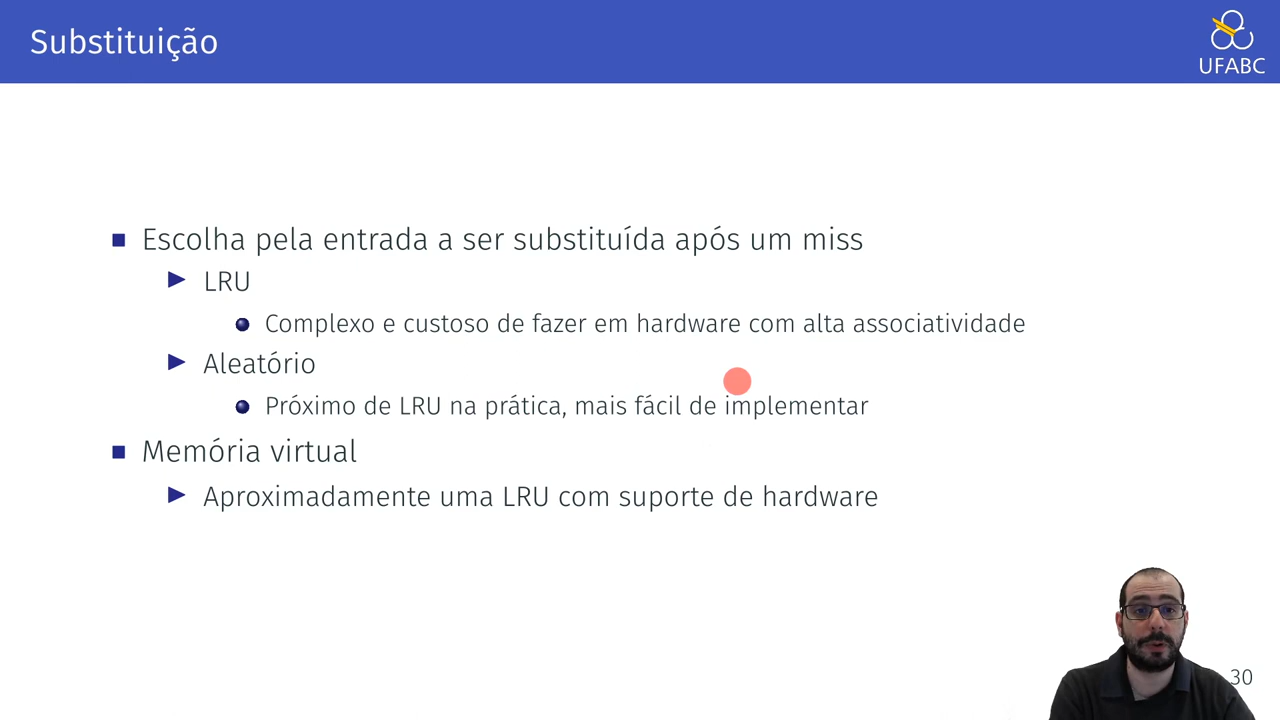 Substituição
UFABC
Escolha pela entrada a ser substituída após um miss
LRU
Complexo e custoso de fazer em hardware com alta associatividade
Aleatório
Próximo de LRU na prática, mais fácil de implementar
Memória virtual
Aproximadamente uma LRU com suporte de hardware
30